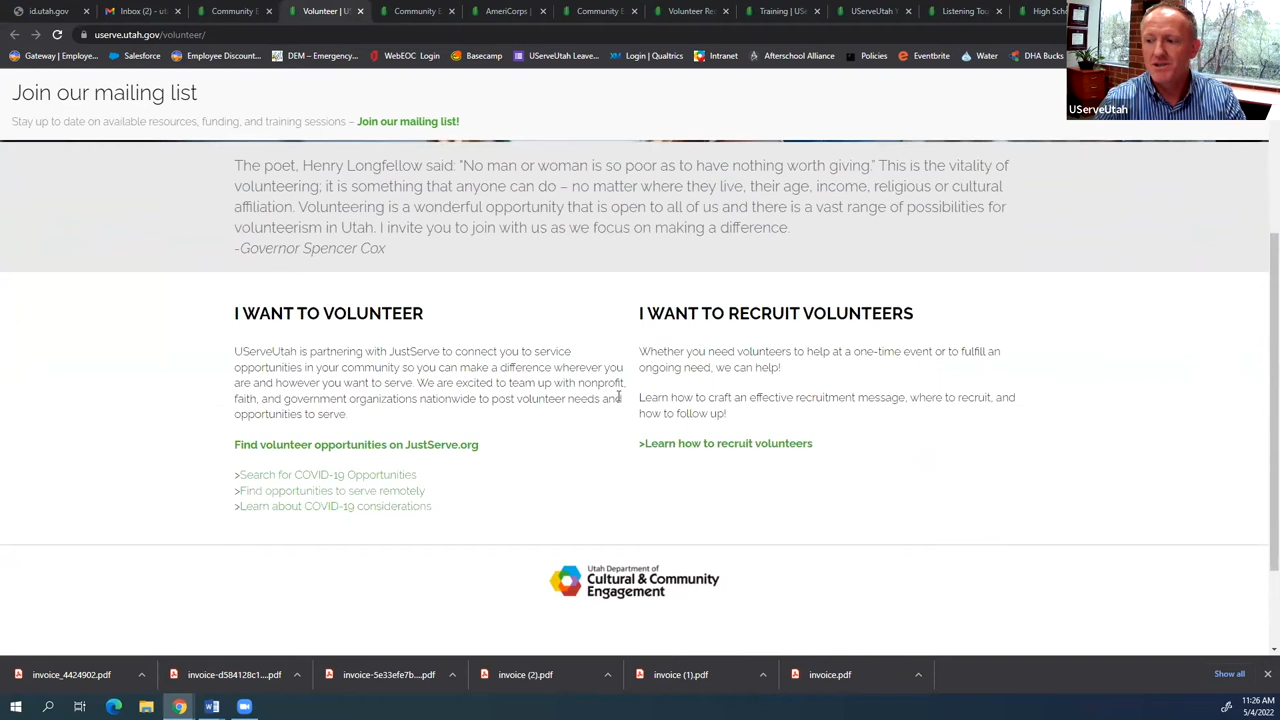 id.utah.gov
Inbox - ut
Community E
Volunteer | US
Community E
AmeriCorps |
Community E
Volunteer Re
Training | USe
UServeUtah Y
Listening Tou
High Scho
userve.utah.gov/volunteer/
Gateway | Employe...
Salesforce
Employee Discount...
DEM – Emergency...
WebEOC Login
Basecamp
UServeUtah Leave...
Login | Qualtrics
Intranet
Afterschool Alliance
Policies
Eventbrite
Water
DHA Bucks
UServeUtah
Join our mailing list
Stay up to date on available resources, funding, and training sessions – Join our mailing list!
The poet, Henry Longfellow said: "No man or woman is so poor as to have nothing worth giving." This is the vitality of
volunteering; it is something that anyone can do – no matter where they live, their age, income, religious or cultural
affiliation. Volunteering is a wonderful opportunity that is open to all of us and there is a vast range of possibilities for
volunteerism in Utah. I invite you to join with us as we focus on making a difference.
-Governor Spencer Cox
I WANT TO VOLUNTEER
UServeUtah is partnering with JustServe to connect you to service
opportunities in your community so you can make a difference wherever you
are and however you want to serve. We are excited to team up with nonprofit,
faith, and government organizations nationwide to post volunteer needs and
opportunities to serve.
Find volunteer opportunities on JustServe.org
>Search for COVID-19 Opportunities
>Find opportunities to serve remotely
>Learn about COVID-19 considerations
I WANT TO RECRUIT VOLUNTEERS
Whether you need volunteers to help at a one-time event or to fulfill an
ongoing need, we can help!
Learn how to craft an effective recruitment message, where to recruit, and
how to follow up!
>Learn how to recruit volunteers
Utah Department of
Cultural & Community
Engagement
invoice_4424902.pdf
invoice-d584128c1....pdf
invoice-5e33fe7b....pdf
invoice (2).pdf
invoice (1).pdf
invoice.pdf
Show all
11:26 AM
5/4/2022